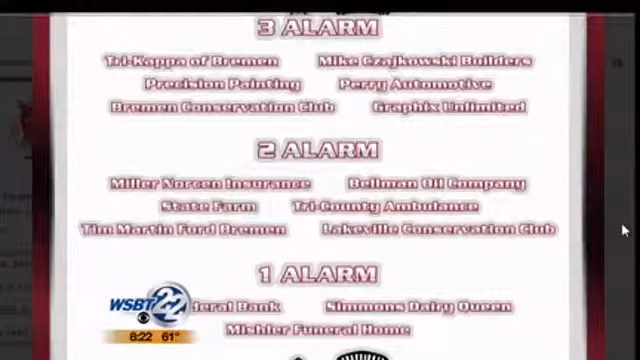 3 ALARM
Tri-Kappa of Bremen Mike Czajkowski Builders
Precision Painting Perry Automotive
Bremen Conservation Club Graphix Unlimited
2 ALARM
Miller Norcen Insurance Bellman Oil Company
State Farm Tri-County Ambulance
Tim Martin Ford Bremen Lakeville Conservation Club
1 ALARM
deral Bank Simmons Dairy Queen
Mishler Funeral Home
WSBT 22
8:22 61°